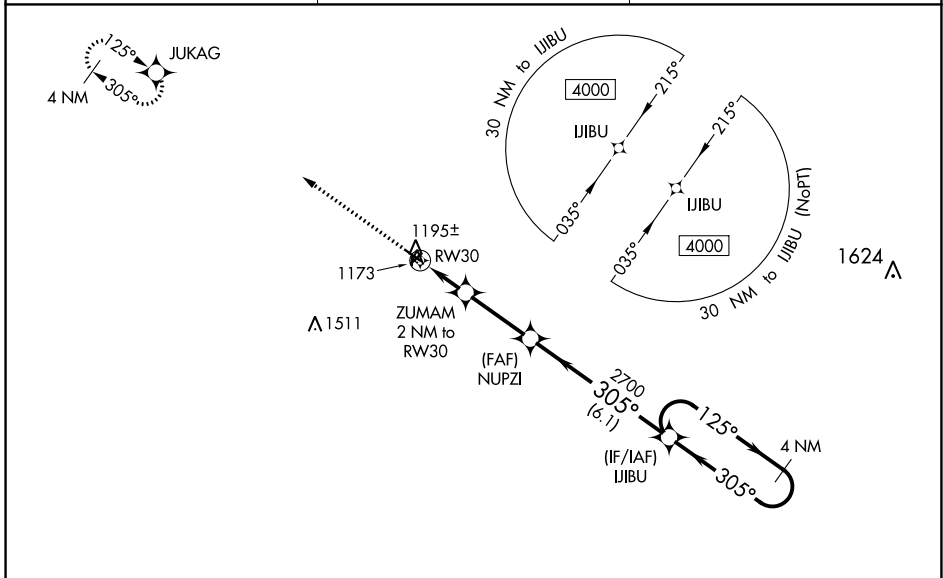 125°
JUKAG
4 NM
305°
30 NM to IJIBU
4000
215°
IJIBU
035°
215°
IJIBU
035°
4000
30 NM to IJIBU (NoPT)
1624
1195±
RW30
1173
ZUMAM
2 NM to
RW30
1511
(FAF)
NUPZI
2700
305°
(6.1)
(IF/IAF)
IJIBU
125°
4 NM
305°